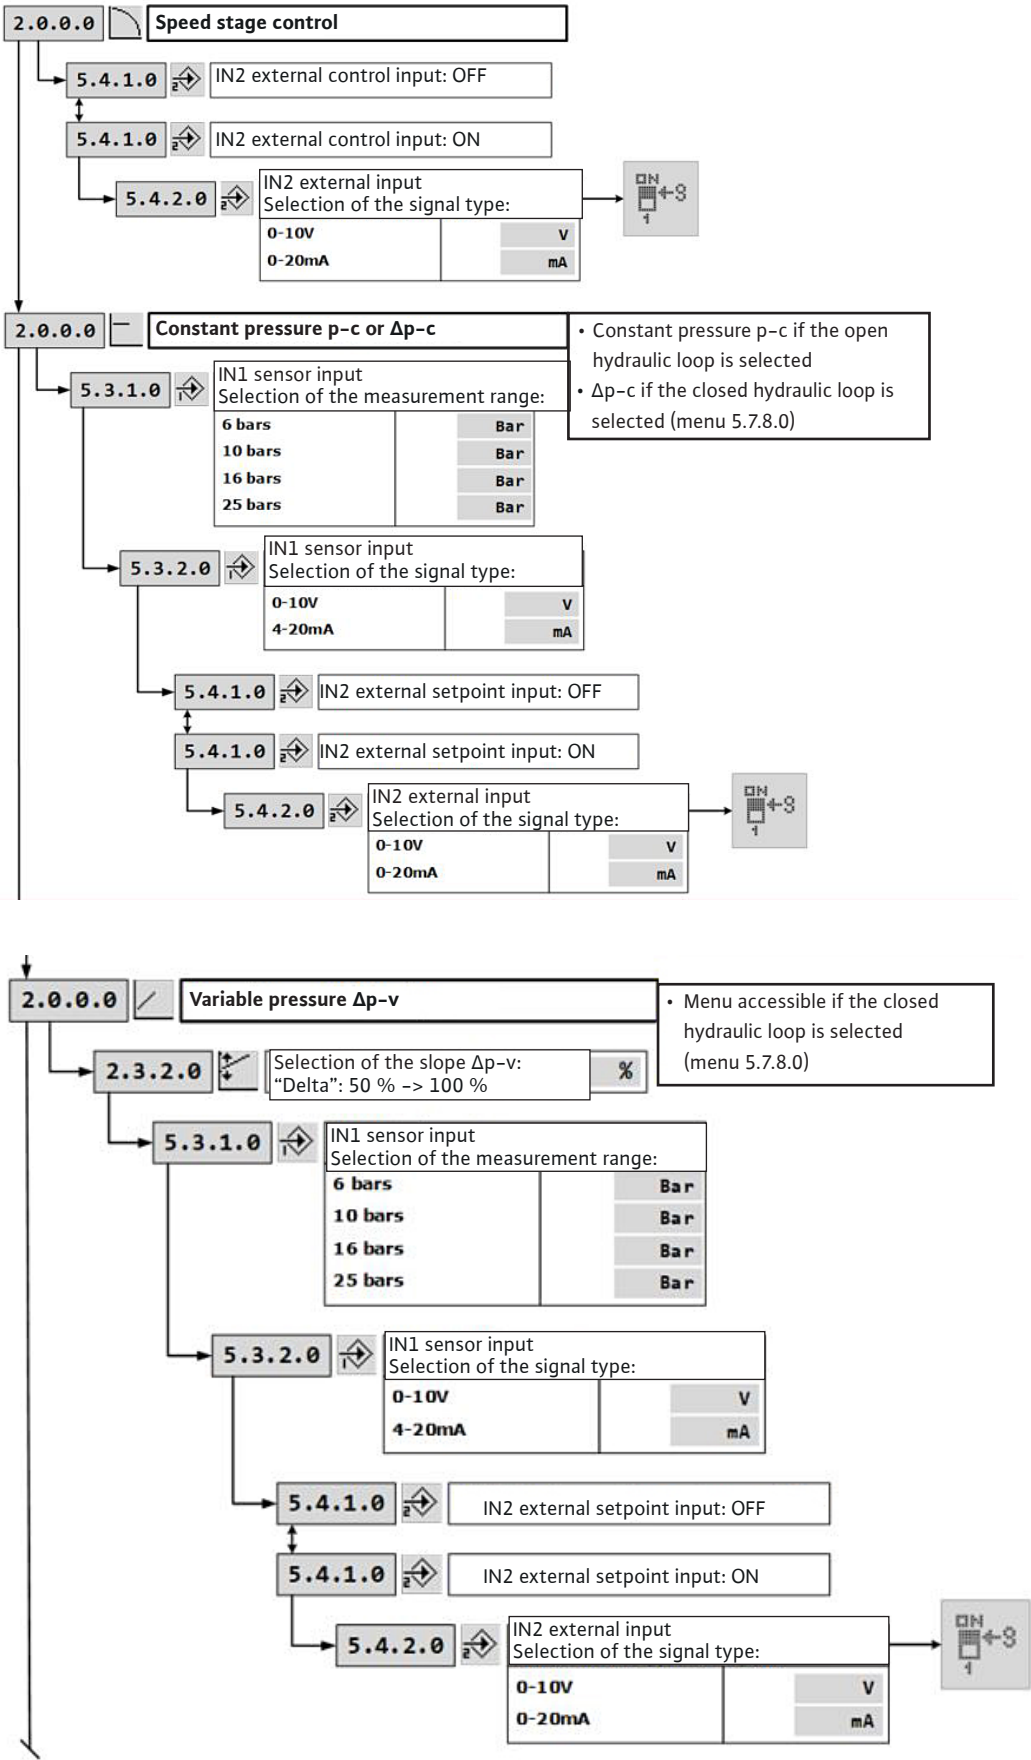 2.0.0.0
Speed stage control
5.4.1.0
2
IN2 external control input: OFF
5.4.1.0
2
IN2 external control input: ON
5.4.2.0
2
IN2 external input
Selection of the signal type:
0-10V V
0-20mA mA
ON
S
1
2.0.0.0
Constant pressure p-c or Δp-c
• Constant pressure p-c if the open
hydraulic loop is selected
• Δp-c if the closed hydraulic loop is
selected (menu 5.7.8.0)
5.3.1.0
1
IN1 sensor input
Selection of the measurement range:
6 bars Bar
10 bars Bar
16 bars Bar
25 bars Bar
5.3.2.0
1
IN1 sensor input
Selection of the signal type:
0-10V V
4-20mA mA
5.4.1.0
2
IN2 external setpoint input: OFF
5.4.1.0
2
IN2 external setpoint input: ON
5.4.2.0
2
IN2 external input
Selection of the signal type:
0-10V V
0-20mA mA
ON
S
1
2.0.0.0
Variable pressure Δp-v
• Menu accessible if the closed
hydraulic loop is selected
(menu 5.7.8.0)
2.3.2.0
Selection of the slope Δp-v:
“Delta”: 50 % -> 100 %
%
5.3.1.0
1
IN1 sensor input
Selection of the measurement range:
6 bars Bar
10 bars Bar
16 bars Bar
25 bars Bar
5.3.2.0
1
IN1 sensor input
Selection of the signal type:
0-10V V
4-20mA mA
5.4.1.0
2
IN2 external setpoint input: OFF
5.4.1.0
2
IN2 external setpoint input: ON
5.4.2.0
2
IN2 external input
Selection of the signal type:
0-10V V
0-20mA mA
ON
S
1